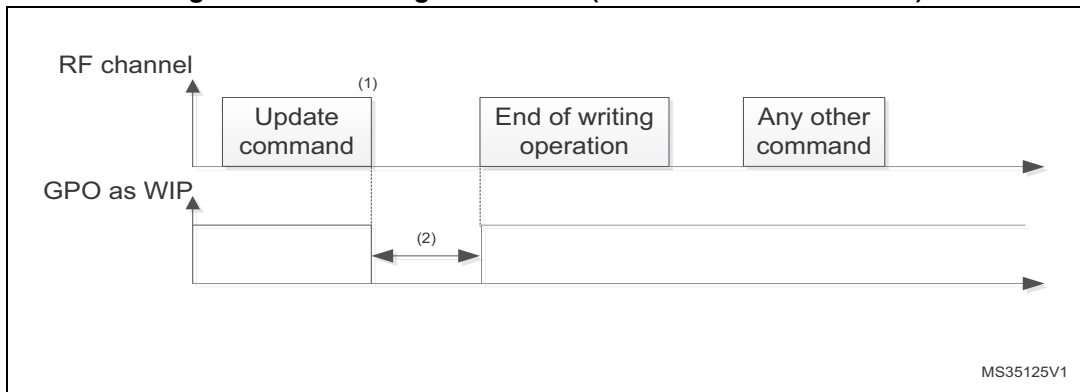 RF channel
(1)
Update
command
End of writing
operation
Any other
command
GPO as WIP
(2)
MS35125V1